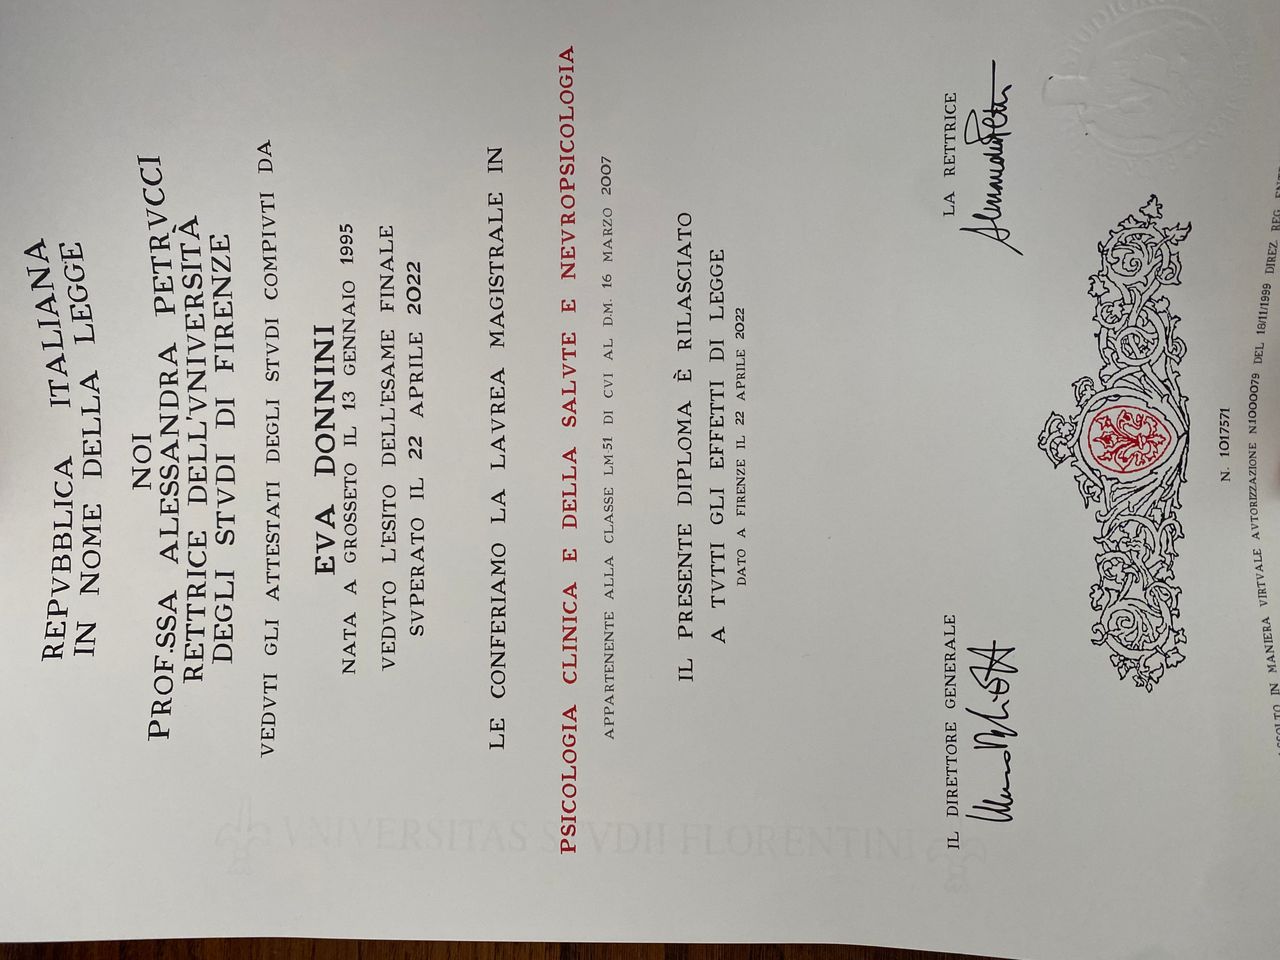 REPVBBLICA ITALIANA
IN NOME DELLA LEGGE
NOI
PROF.SSA ALESSANDRA PETRVCCI
RETTRICE DELL'VNIVERSITÀ
DEGLI STVDI DI FIRENZE
VEDVTI GLI ATTESTATI DEGLI STVDI COMPIVTI DA
EVA DONNINI
NATA A GROSSETO IL 13 GENNAIO 1995
VEDVTO L'ESITO DELL'ESAME FINALE
SVPERATO IL 22 APRILE 2022
LE CONFERIAMO LA LAVREA MAGISTRALE IN
PSICOLOGIA CLINICA E DELLA SALVTE E NEVROPSICOLOGIA
APPARTENENTE ALLA CLASSE LM-51 DI CVI AL D.M. 16 MARZO 2007
IL PRESENTE DIPLOMA È RILASCIATO
A TVTTI GLI EFFETTI DI LEGGE
DATO A FIRENZE IL 22 APRILE 2022
IL DIRETTORE GENERALE
LA RETTRICE
N. 1017571
ASSOLTO IN MANIERA VIRTVALE AVTORIZZAZIONE N10000079 DEL 18/11/1999 DIREZ REG
VNIVERSITAS STVDII FLORENTINI